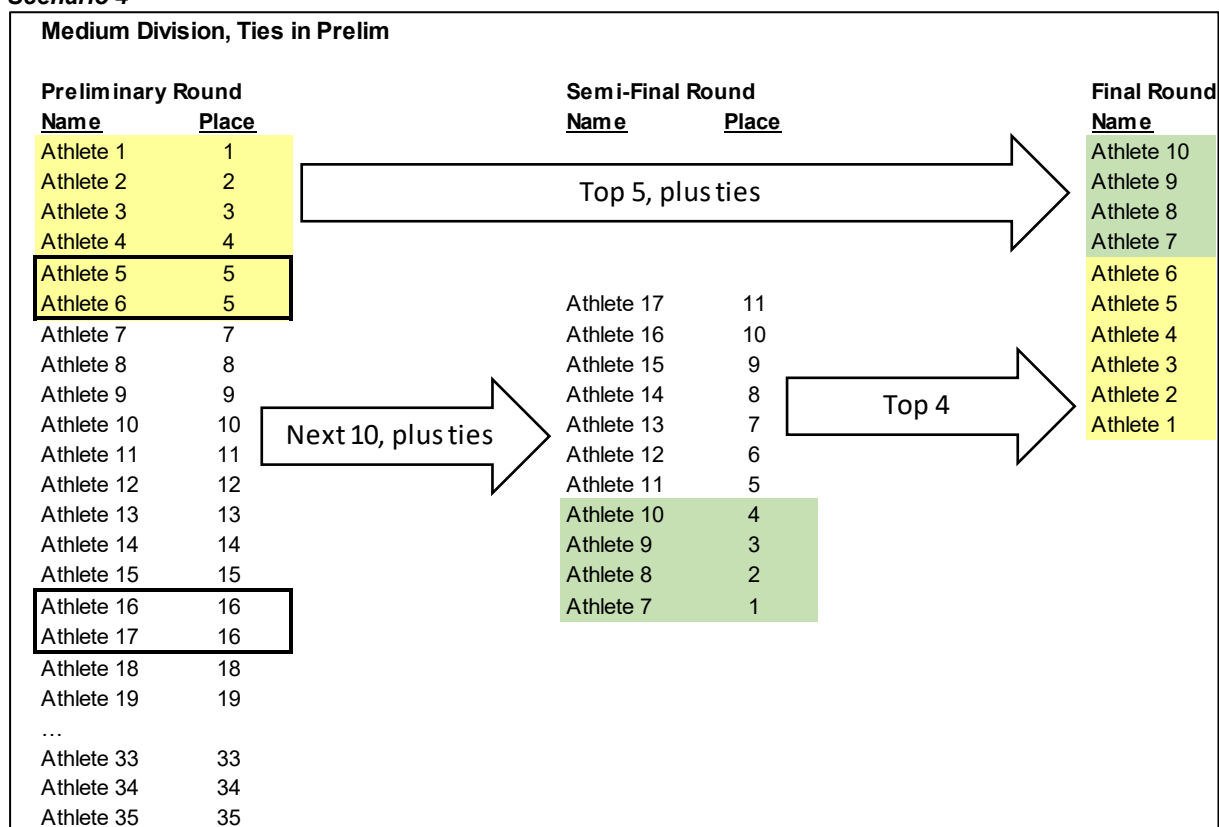 Medium Division, Ties in Prelim
Preliminary Round Semi-Final Round Final Round
Name Place Name Place Name
Athlete 1 1 Athlete 10
Athlete 2 2 Top 5, plus ties Athlete 9
Athlete 3 3 Athlete 8
Athlete 4 4 Athlete 7
Athlete 5 5 Athlete 6
Athlete 6 5 Athlete 17 11 Athlete 5
Athlete 7 7 Athlete 16 10 Athlete 4
Athlete 8 8 Athlete 15 9 Athlete 3
Athlete 9 9 Athlete 14 8 Top 4 Athlete 2
Athlete 10 10 Next 10, plus ties Athlete 13 7 Athlete 1
Athlete 11 11 Athlete 12 6
Athlete 12 12 Athlete 11 5
Athlete 13 13 Athlete 10 4
Athlete 14 14 Athlete 9 3
Athlete 15 15 Athlete 8 2
Athlete 16 16 Athlete 7 1
Athlete 17 16
Athlete 18 18
Athlete 19 19
…
Athlete 33 33
Athlete 34 34
Athlete 35 35